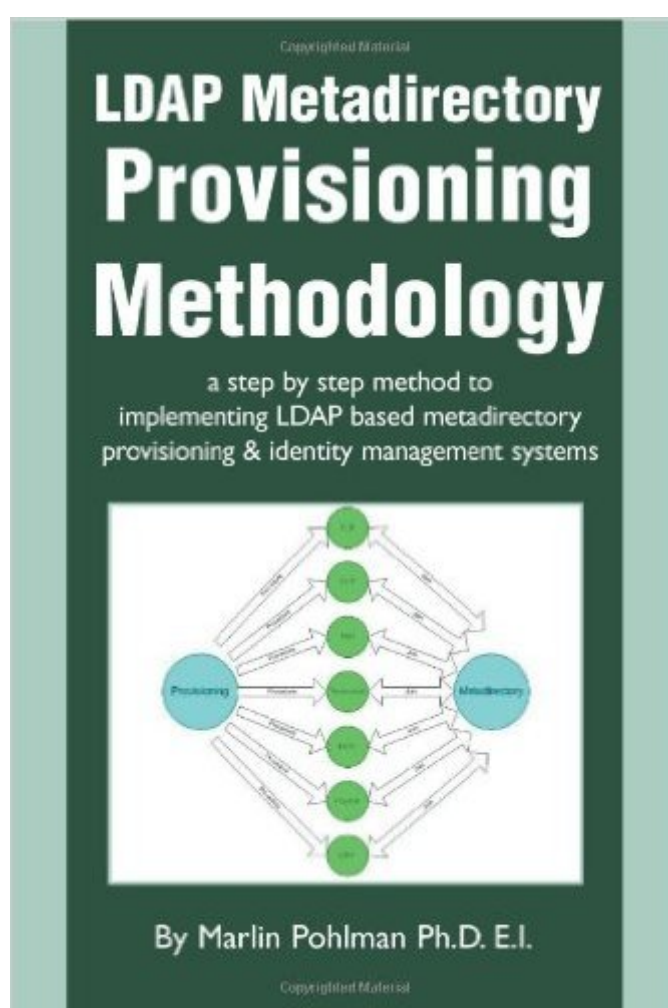 Copyrighted Material
LDAP Metadirectory
Provisioning
Methodology
a step by step method to
implementing LDAP based metadirectory
provisioning & identity management systems
Provisioning
Metadirectory
By Marlin Pohlman Ph.D. E.I.
Copyrighted Material